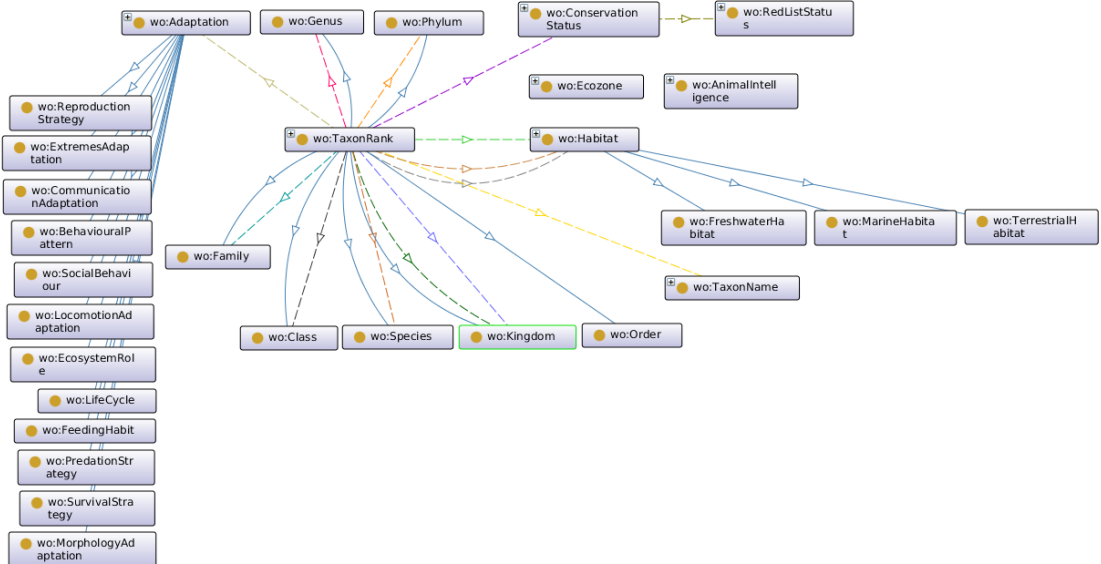 wo:Adaptation
wo:Genus
wo:Phylum
wo:Conservation
Status
wo:RedListStatu
s
wo:Ecozone
wo:AnimalIntell
igence
wo:Reproduction
Strategy
wo:ExtremesAdap
tation
wo:Communicatio
nAdaptation
wo:BehaviouralP
attern
wo:SocialBehavi
our
wo:LocomotionAd
aptation
wo:EcosystemRol
e
wo:LifeCycle
wo:FeedingHabit
wo:PredationStr
ategy
wo:SurvivalStra
tegy
wo:MorphologyAd
aptation
wo:TaxonRank
wo:Habitat
wo:FreshwaterHa
bitat
wo:MarineHabita
t
wo:TerrestrialH
abitat
wo:Family
wo:TaxonName
wo:Class
wo:Species
wo:Kingdom
wo:Order